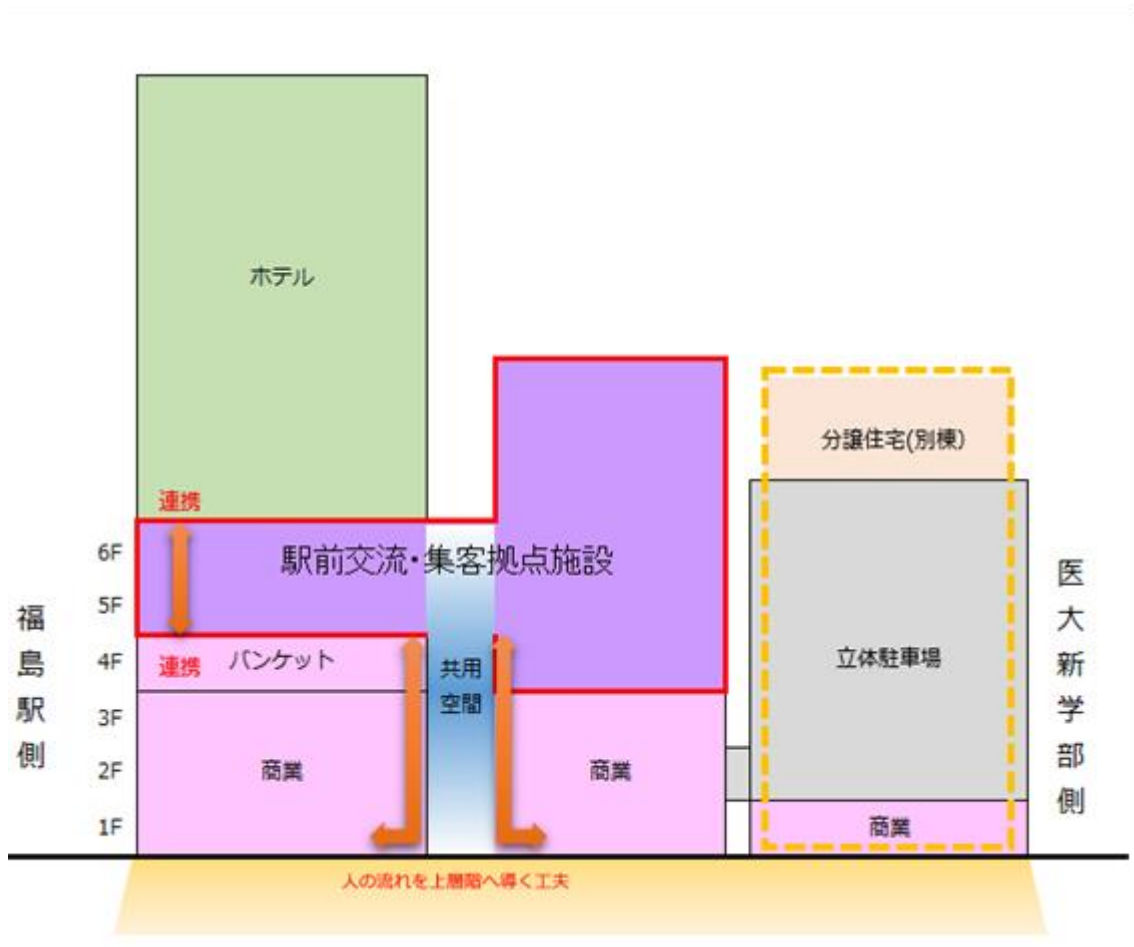 ホテル
分譲住宅(別棟)
連携
6F
駅前交流・集客拠点施設
5F
連携
4F
バンケット
共用
空間
立体駐車場
福島駅側
医大新学部側
3F
2F
商業
商業
1F
商業
人の流れを上層階へ導く工夫